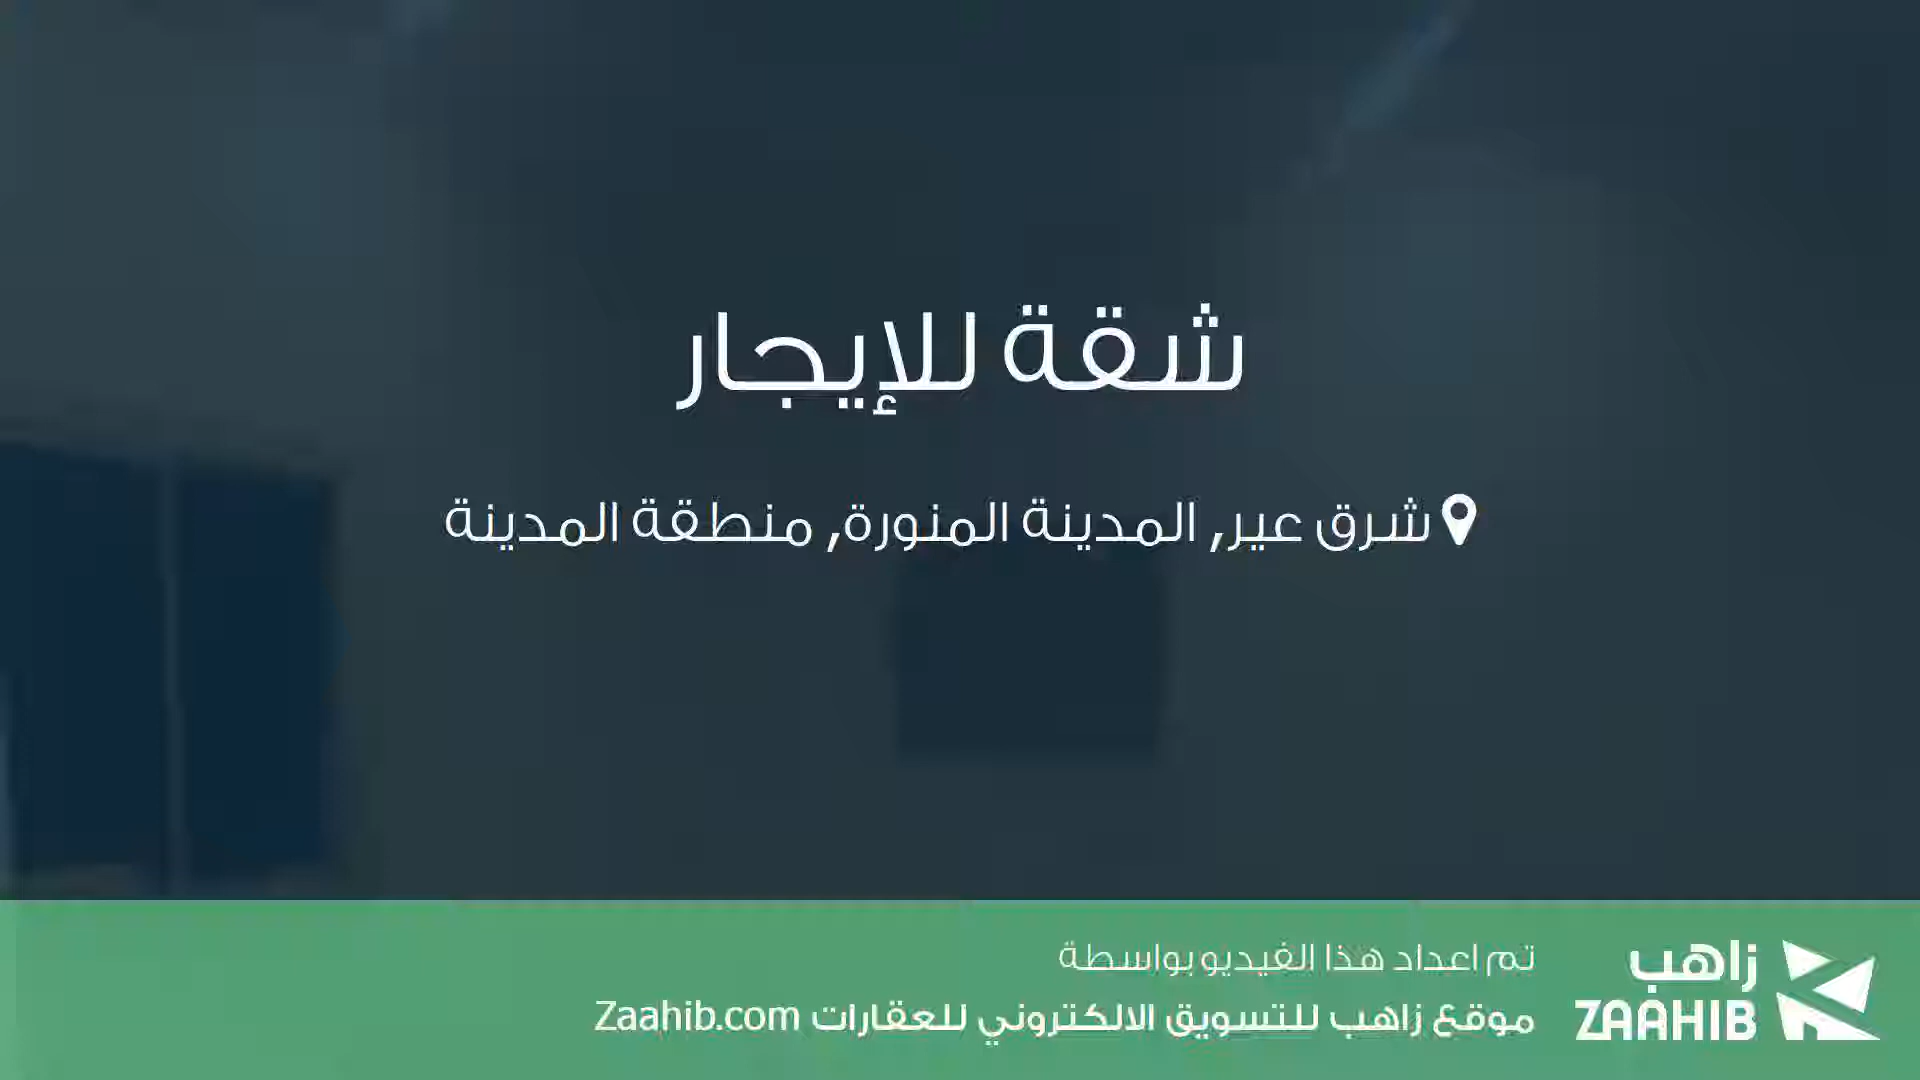 شقة للإيجار
شرق عير, المدينة المنورة, منطقة المدينة
تم اعداد هذا الفيديو بواسطة
موقع زاهب للتسويق الالكتروني للعقارات Zaahib.com
زاهب
ZAAHIB